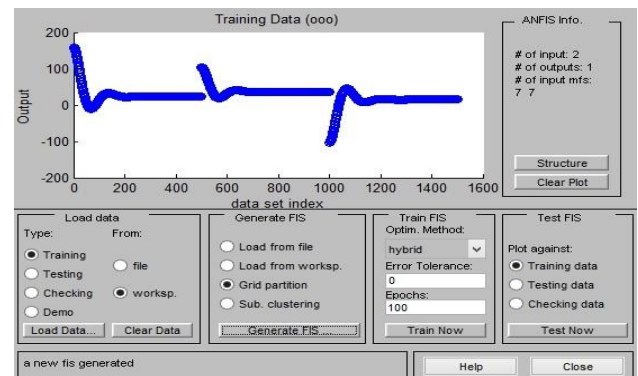 Training Data (ooo)
200
100
0
-100
-200
Output
0
200
400
600
800
1000
1200
1400
1600
data set index
ANFIS Info.
# of input: 2
# of outputs: 1
# of input mfs:
7 7
Structure
Clear Plot
Load data
Type:
From:
Training
Testing
Checking
Demo
file
worksp.
Load Data...
Clear Data
Generate FIS
Load from file
Load from worksp.
Grid partition
Sub. clustering
Generate FIS ...
Train FIS
Optim. Method:
hybrid
Error Tolerance:
0
Epochs:
100
Train Now
Test FIS
Plot against:
Training data
Testing data
Checking data
Test Now
a new fis generated
Help
Close